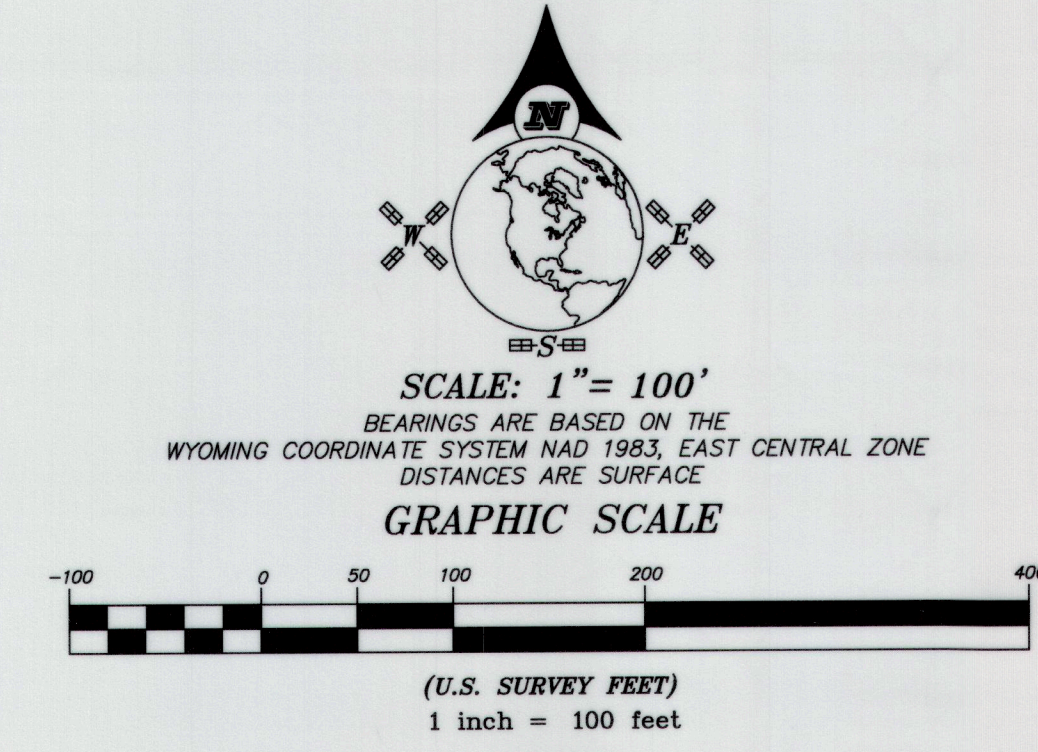 N
W E
S
SCALE: 1"= 100'
BEARINGS ARE BASED ON THE
WYOMING COORDINATE SYSTEM NAD 1983, EAST CENTRAL ZONE
DISTANCES ARE SURFACE
GRAPHIC SCALE
-100 0 50 100 200 400
(U.S. SURVEY FEET)
1 inch = 100 feet